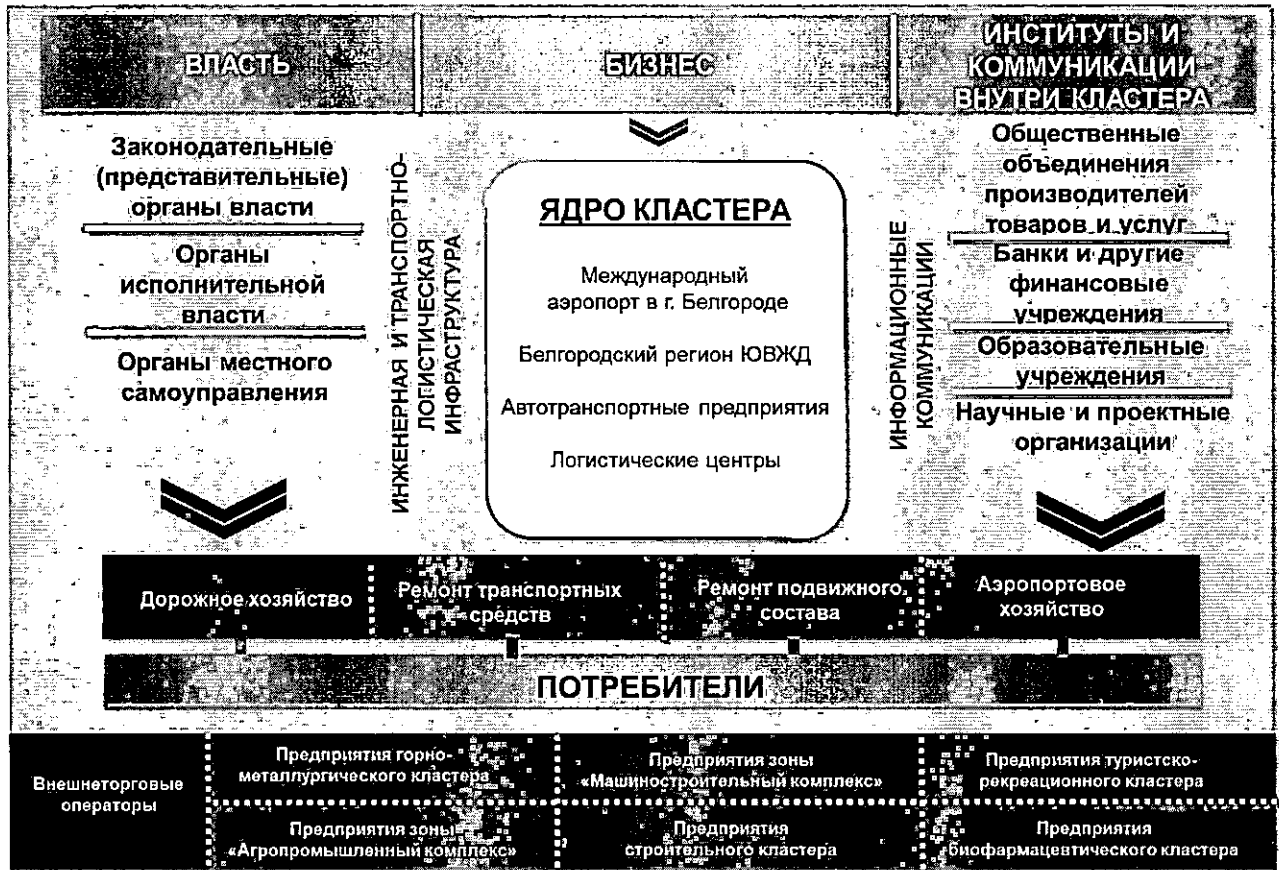 ВЛАСТЬ
БИЗНЕС
ИНСТИТУТЫ И
КОММУНИКАЦИИ
ВНУТРИ КЛАСТЕРА
Законодательные
(представительные)
органы власти
Органы
исполнительной
власти
Органы местного
самоуправления
ИНЖЕНЕРНАЯ И ТРАНСПОРТНО-
ЛОГИСТИЧЕСКАЯ
ИНФРАСТРУКТУРА
ЯДРО КЛАСТЕРА
Международный
аэропорт в г. Белгороде
Белгородский регион ЮВЖД
Автотранспортные предприятия
Логистические центры
ИНФОРМАЦИОННЫЕ
КОММУНИКАЦИИ
Общественные
объединения
производителей
товаров и услуг
Банки и другие
финансовые
учреждения
Образовательные
учреждения
Научные и проектные
организации
Дорожное хозяйство
Ремонт транспортных
средств
Ремонт подвижного
состава
Аэропортовое
хозяйство
ПОТРЕБИТЕЛИ
Внешнеторговые
операторы
Предприятия горно-
металлургического кластера
Предприятия зоны
«Машиностроительный комплекс»
Предприятия туристско-
рекреационного кластера
Предприятия зоны
«Агропромышленный комплекс»
Предприятия
строительного кластера
Предприятия
биофармацевтического кластера